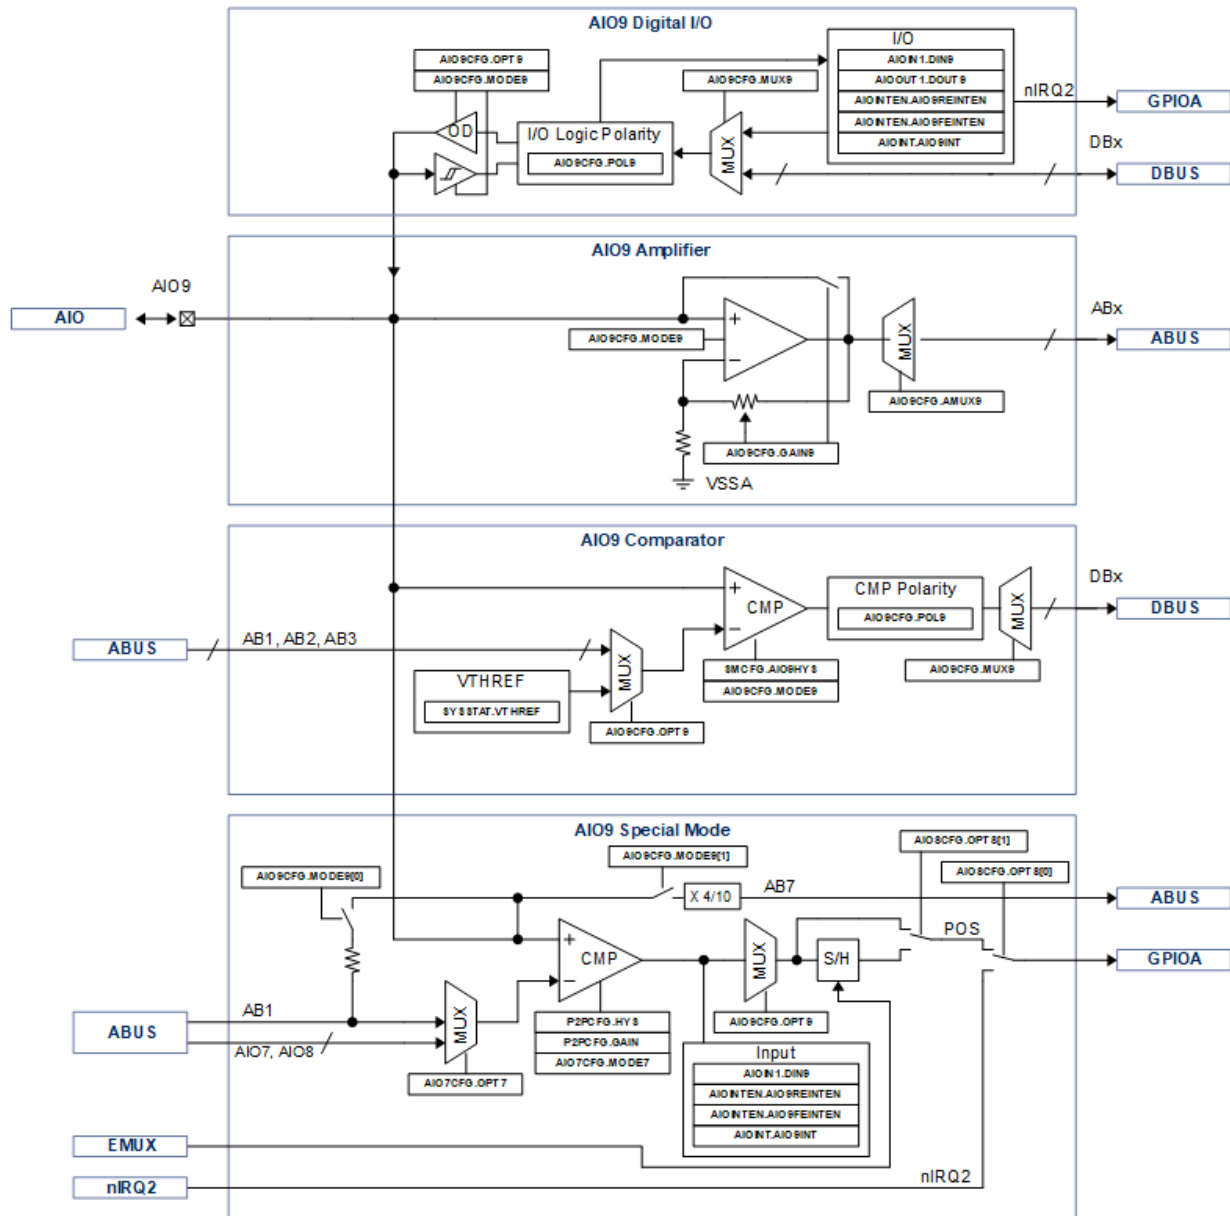 AIO9 Digital I/O
AIO9CFG.OPT9
AIO9CFG.MODE9
OD
I/O Logic Polarity
AIO9CFG.POL9
AIO9CFG.MUX9
MUX
I/O
AIOIN1.DIN9
AIOOUT1.DOUT9
AIOINTEN.AIO9REINTEN
AIOINTEN.AIO9FEINTEN
AIOINT.AIO9INT
nIRQ2
GPIOA
DBx
DBUS
AIO9 Amplifier
AIO
AIO9
AIO9CFG.MODE9
+
−
MUX
AIO9CFG.AMUX9
AIO9CFG.GAIN9
VSSA
ABx
ABUS
AIO9 Comparator
ABUS
AB1, AB2, AB3
VTHREF
SYSSTAT.VTHREF
MUX
AIO9CFG.OPT9
+
−
CMP
SMCFG.AIO9HYS
AIO9CFG.MODE9
CMP Polarity
AIO9CFG.POL9
MUX
AIO9CFG.MUX9
DBx
DBUS
AIO9 Special Mode
AIO9CFG.MODE9[0]
AIO9CFG.MODE9[1]
X 4/10
AB7
AIO8CFG.OPT8[1]
AIO8CFG.OPT8[0]
ABUS
POS
GPIOA
+
−
CMP
MUX
S/H
AIO9CFG.OPT9
ABUS
AB1
AIO7, AIO8
MUX
AIO7CFG.OPT7
P2PCFG.HYS
P2PCFG.GAIN
AIO7CFG.MODE7
Input
AIOIN1.DIN9
AIOINTEN.AIO9REINTEN
AIOINTEN.AIO9FEINTEN
AIOINT.AIO9INT
EMUX
nIRQ2
nIRQ2